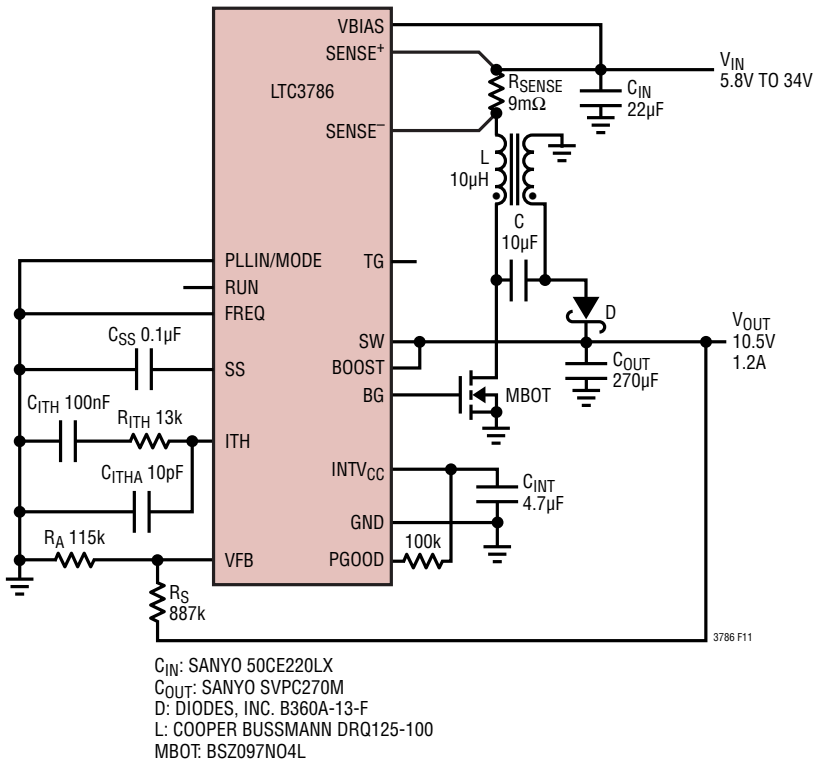 VBIAS
SENSE+
LTC3786
SENSE–
RSENSE
9mΩ
VIN
5.8V TO 34V
CIN
22µF
L
10µH
C
10µF
PLLIN/MODE
TG
RUN
FREQ
D
CSS 0.1µF
SS
SW
BOOST
BG
MBOT
VOUT
10.5V
1.2A
COUT
270µF
CITH 100nF
RITH 13k
ITH
CITHA 10pF
INTVCC
CINT
4.7µF
GND
RA 115k
VFB
PGOOD
100k
RS
887k
3786 F11
CIN: SANYO 50CE220LX
COUT: SANYO SVPC270M
D: DIODES, INC. B360A-13-F
L: COOPER BUSSMANN DRQ125-100
MBOT: BSZ097NO4L